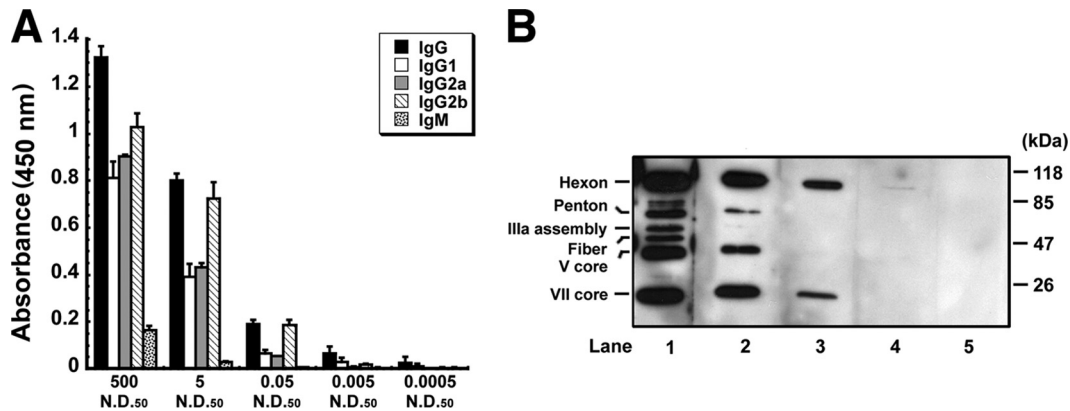 A
Absorbance (450 nm)
1.4
1.2
1
0.8
0.6
0.4
0.2
0
IgG
IgG1
IgG2a
IgG2b
IgM
500 5 0.05 0.005 0.0005
N.D.50 N.D.50 N.D.50 N.D.50 N.D.50
B
(kDa)
Hexon
Penton
IIIa assembly
Fiber
V core
VII core
118
85
47
26
Lane 1 2 3 4 5